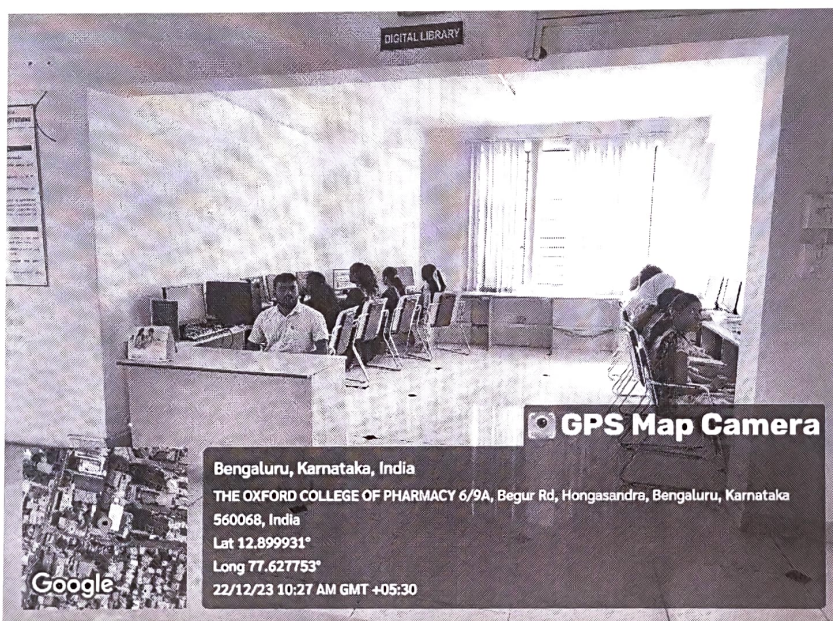 DIGITAL LIBRARY
GPS Map Camera
Bengaluru, Karnataka, India
THE OXFORD COLLEGE OF PHARMACY 6/9A, Begur Rd, Hongasandra, Bengaluru, Karnataka
560068, India
Lat 12.899931°
Long 77.627753°
22/12/23 10:27 AM GMT +05:30
Google